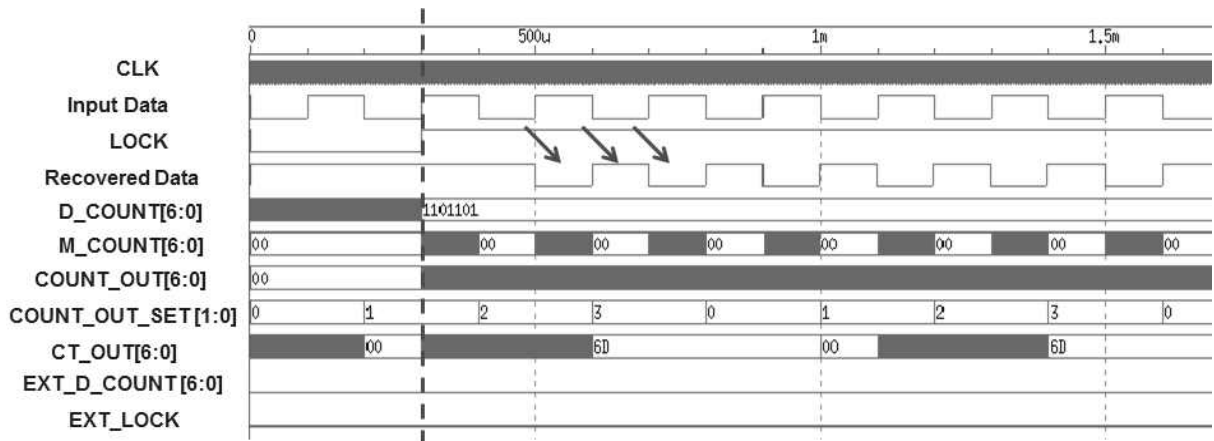 0 500u 1m 1.5m
CLK
Input Data
LOCK
Recovered Data
D_COUNT[6:0] 1101101
M_COUNT[6:0] 00 00 00 00 00 00 00 00
COUNT_OUT[6:0] 00
COUNT_OUT_SET[1:0] 0 1 2 3 0 1 2 3 0
CT_OUT[6:0] 00 6D 00 6D
EXT_D_COUNT[6:0]
EXT_LOCK